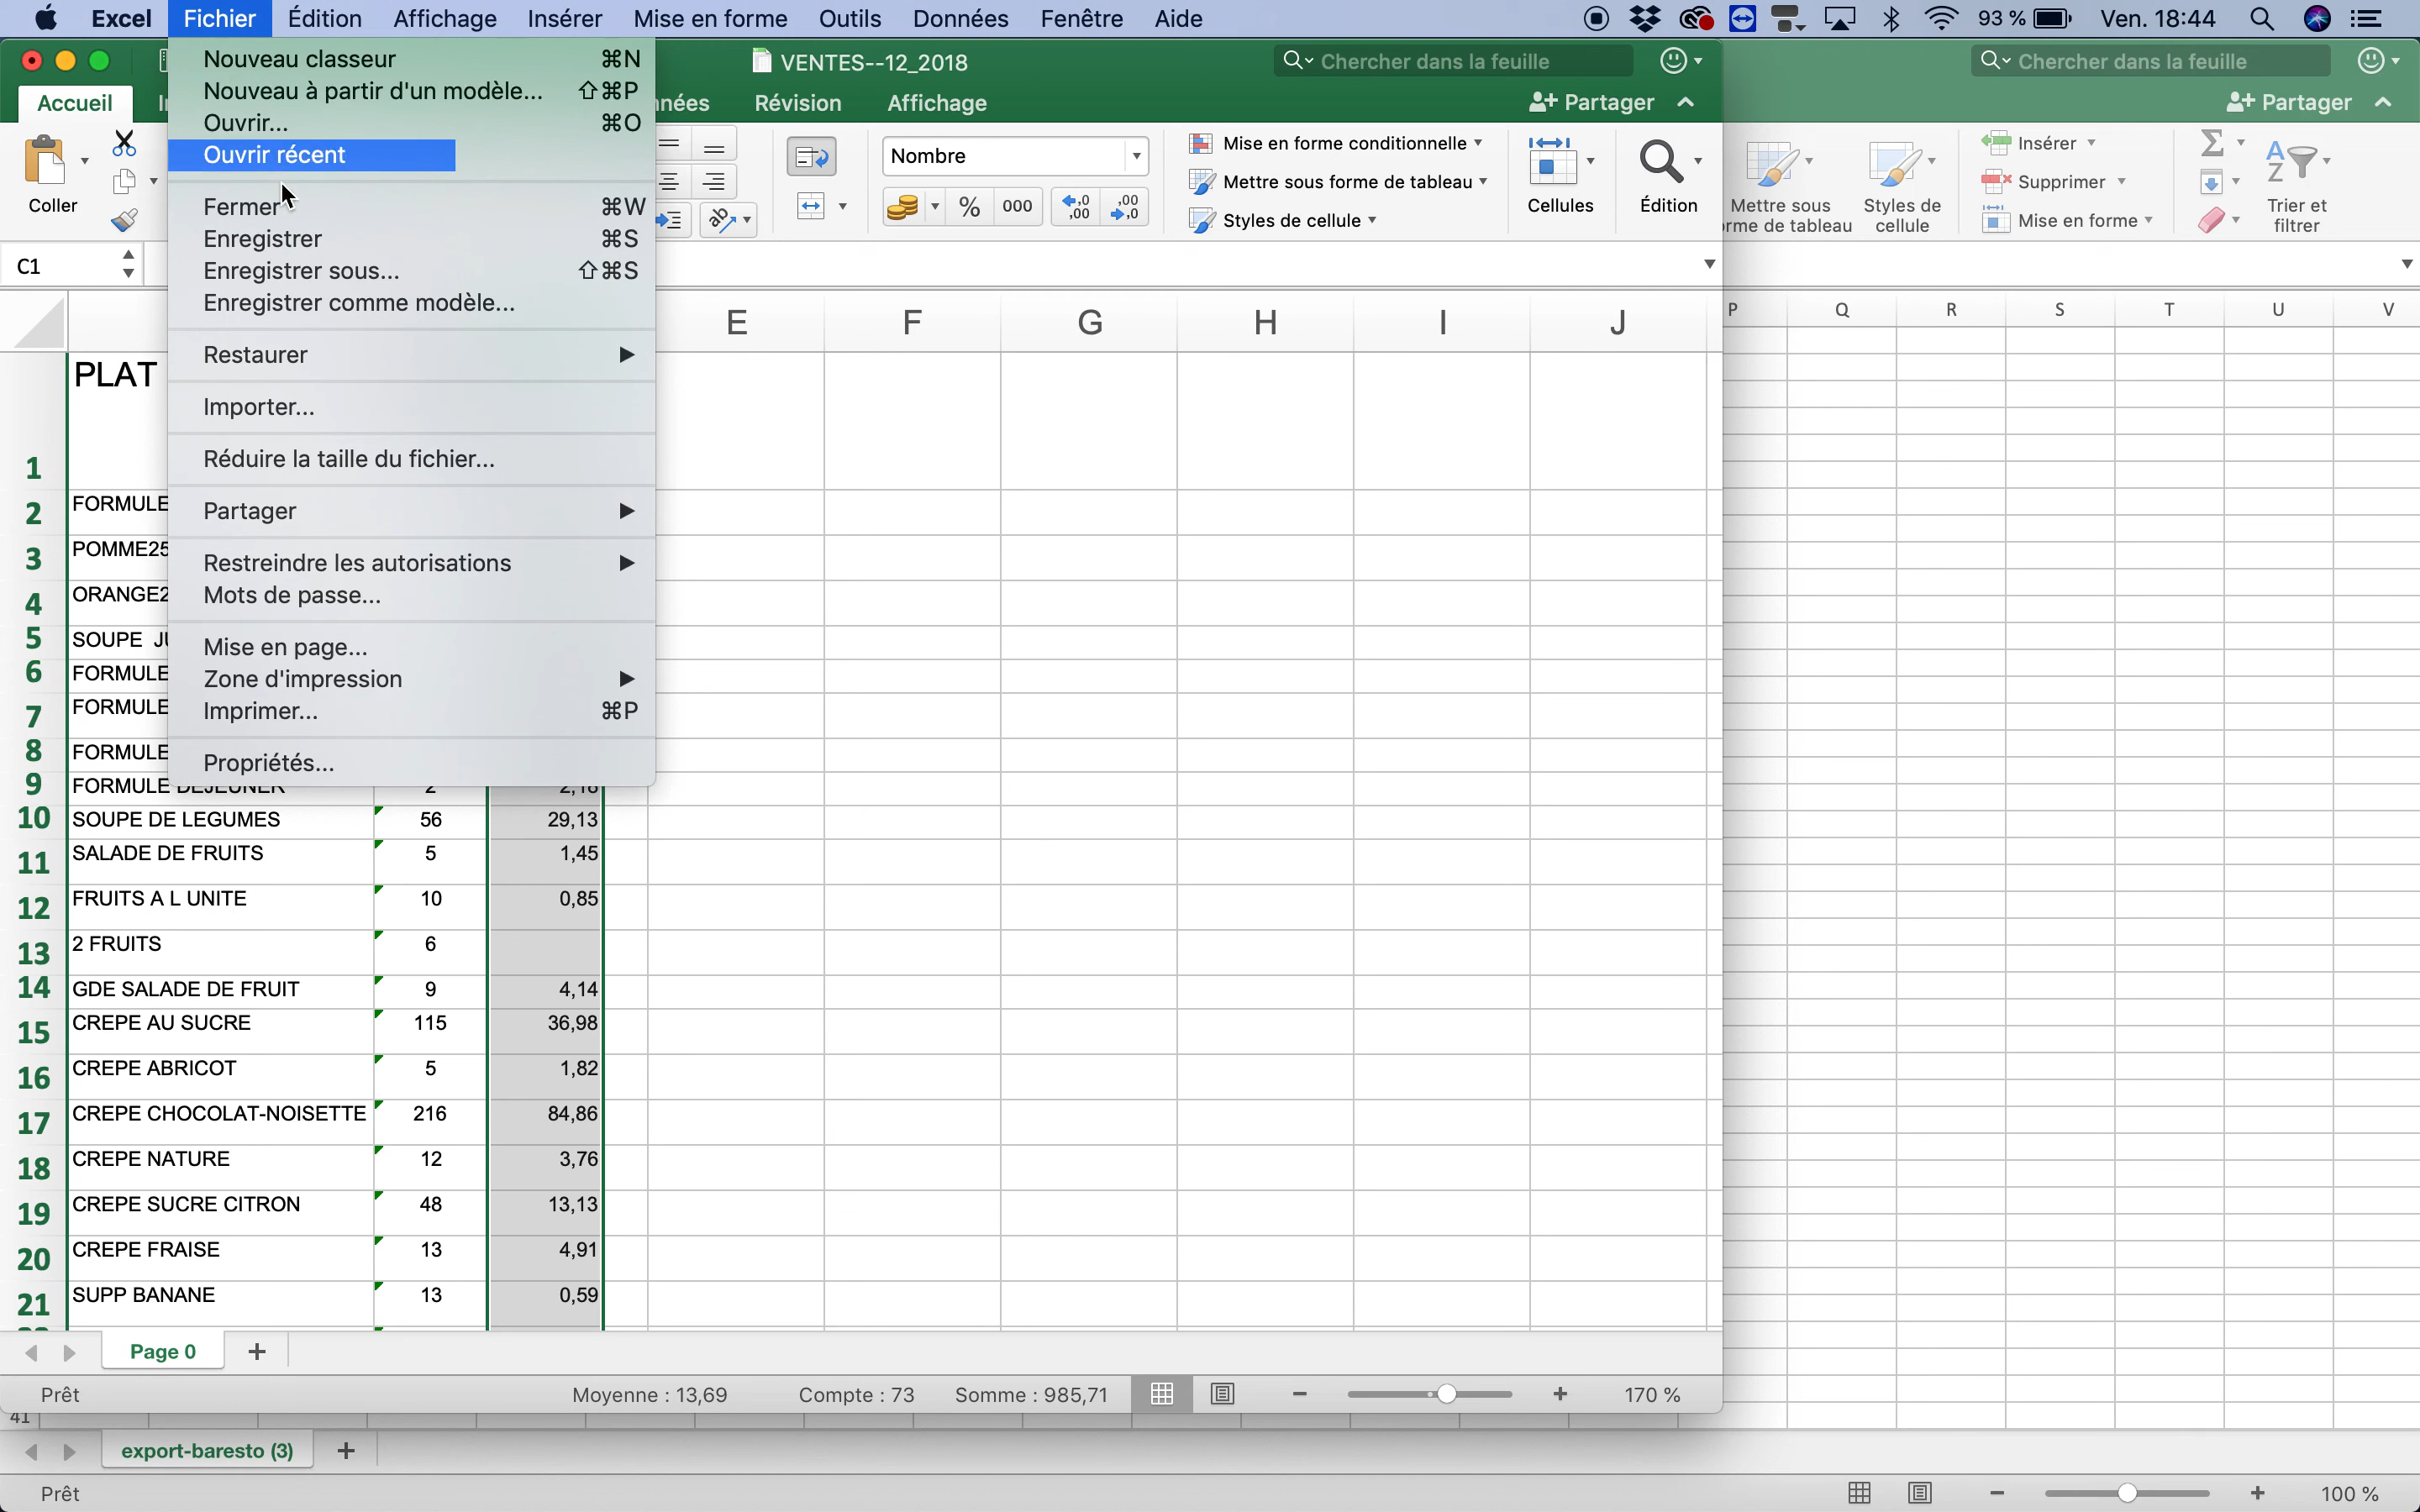 Excel Fichier Édition Affichage Insérer Mise en forme Outils Données Fenêtre Aide 93 % Ven. 18:44
VENTES--12_2018 Chercher dans la feuille Chercher dans la feuille
Accueil nées Révision Affichage Partager Partager
Nouveau classeur ⌘N
Nouveau à partir d'un modèle... ⇧⌘P
Ouvrir... ⌘O
Ouvrir récent
Fermer ⌘W
Enregistrer ⌘S
Enregistrer sous... ⇧⌘S
Enregistrer comme modèle...
Restaurer
Importer...
Réduire la taille du fichier...
Partager
Restreindre les autorisations
Mots de passe...
Mise en page...
Zone d'impression
Imprimer... ⌘P
Propriétés...
Coller
Nombre
% 000 ,0 ,00 ,00 ,0
Mise en forme conditionnelle
Mettre sous forme de tableau
Styles de cellule
Cellules
Édition
Mettre sous
rme de tableau
Styles de
cellule
Insérer
Supprimer
Mise en forme
Trier et
filtrer
C1
E F G H I J P Q R S T U V
1 PLAT
2 FORMULE
3 POMME25
4 ORANGE2
5 SOUPE JU
6 FORMULE
7 FORMULE
8 FORMULE
9 FORMULE DEJEUNER 2 2,18
10 SOUPE DE LEGUMES 56 29,13
11 SALADE DE FRUITS 5 1,45
12 FRUITS A L UNITE 10 0,85
13 2 FRUITS 6
14 GDE SALADE DE FRUIT 9 4,14
15 CREPE AU SUCRE 115 36,98
16 CREPE ABRICOT 5 1,82
17 CREPE CHOCOLAT-NOISETTE 216 84,86
18 CREPE NATURE 12 3,76
19 CREPE SUCRE CITRON 48 13,13
20 CREPE FRAISE 13 4,91
21 SUPP BANANE 13 0,59
Page 0 +
Prêt Moyenne : 13,69 Compte : 73 Somme : 985,71 170 %
41
export-baresto (3) +
Prêt 100 %